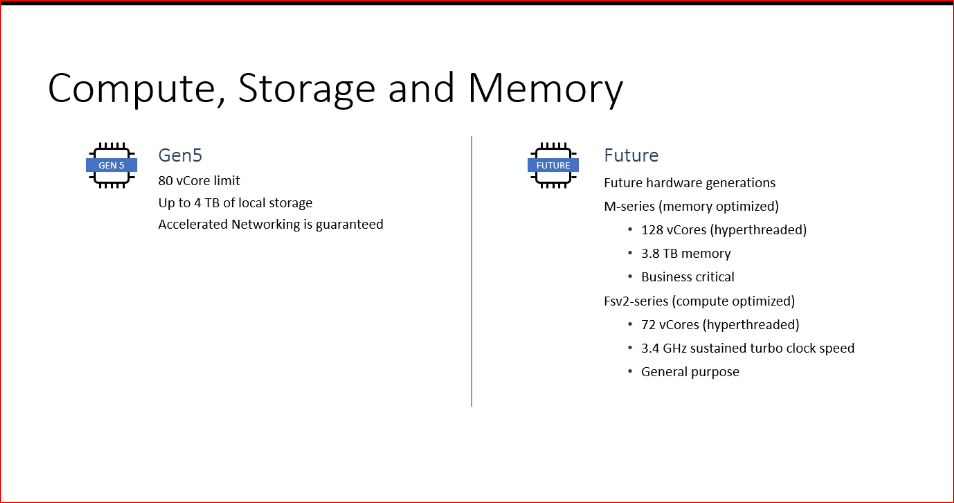 Compute, Storage and Memory
GEN 5
Gen5
80 vCore limit
Up to 4 TB of local storage
Accelerated Networking is guaranteed
FUTURE
Future
Future hardware generations
M-series (memory optimized)
• 128 vCores (hyperthreaded)
• 3.8 TB memory
• Business critical
Fsv2-series (compute optimized)
• 72 vCores (hyperthreaded)
• 3.4 GHz sustained turbo clock speed
• General purpose